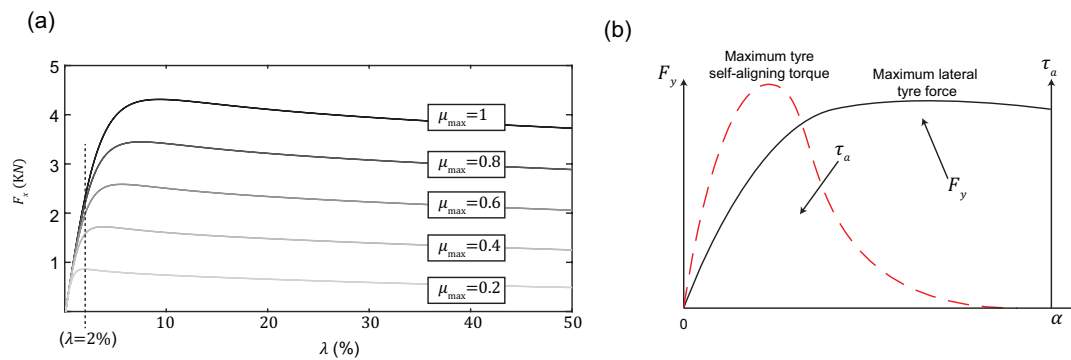 (a)
5
4
3
2
1
F_x (KN)
μ_max=1
μ_max=0.8
μ_max=0.6
μ_max=0.4
μ_max=0.2
10
20
30
40
50
(λ=2%)
λ (%)
(b)
Maximum tyre
self-aligning torque
Maximum lateral
tyre force
F_y
τ_a
τ_a
F_y
0
α